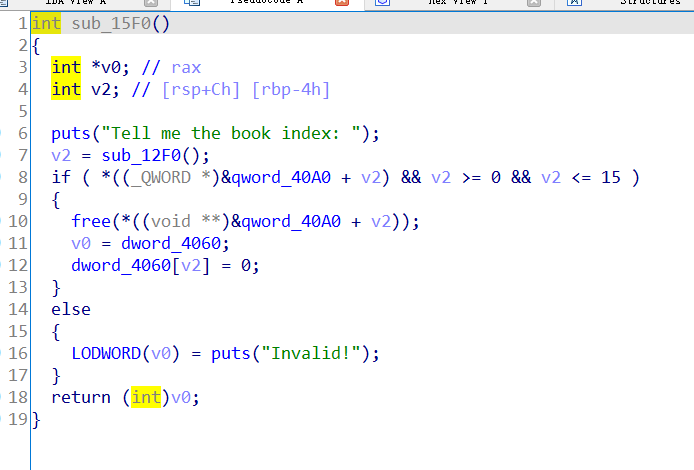 IDA View A Pseudocode A Hex View 1 Structures
1 int sub_15F0()
2 {
3 int *v0; // rax
4 int v2; // [rsp+Ch] [rbp-4h]
5
6 puts("Tell me the book index: ");
7 v2 = sub_12F0();
8 if ( *((_QWORD *)&qword_40A0 + v2) && v2 >= 0 && v2 <= 15 )
9 {
10 free(*((void **)&qword_40A0 + v2));
11 v0 = dword_4060;
12 dword_4060[v2] = 0;
13 }
14 else
15 {
16 LODWORD(v0) = puts("Invalid!");
17 }
18 return (int)v0;
19 }